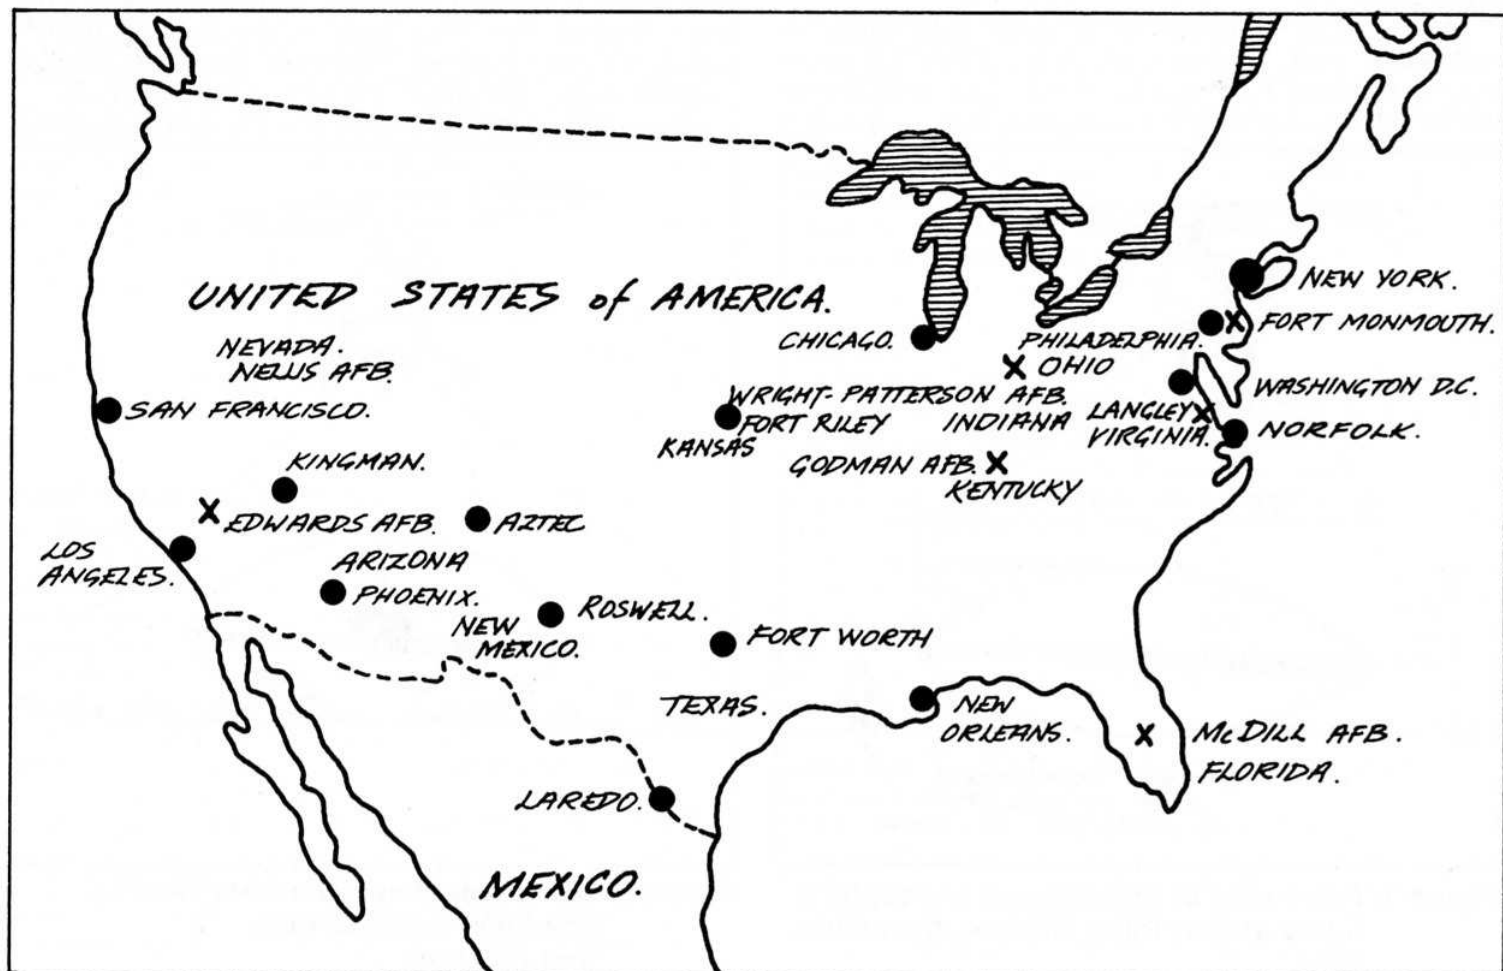 UNITED STATES of AMERICA.
NEW YORK.
FORT MONMOUTH.
PHILADELPHIA.
CHICAGO.
OHIO
NEVADA.
NELLIS AFB.
WRIGHT-PATTERSON AFB.
WASHINGTON D.C.
SAN FRANCISCO.
FORT RILEY
KANSAS
INDIANA
LANGLEY
VIRGINIA.
NORFOLK.
KINGMAN.
GODMAN AFB.
KENTUCKY
EDWARDS AFB.
AZTEC
LOS
ANGELES.
ARIZONA
PHOENIX.
NEW
MEXICO.
ROSWELL.
FORT WORTH
TEXAS.
NEW
ORLEANS.
McDILL AFB.
FLORIDA.
LAREDO.
MEXICO.